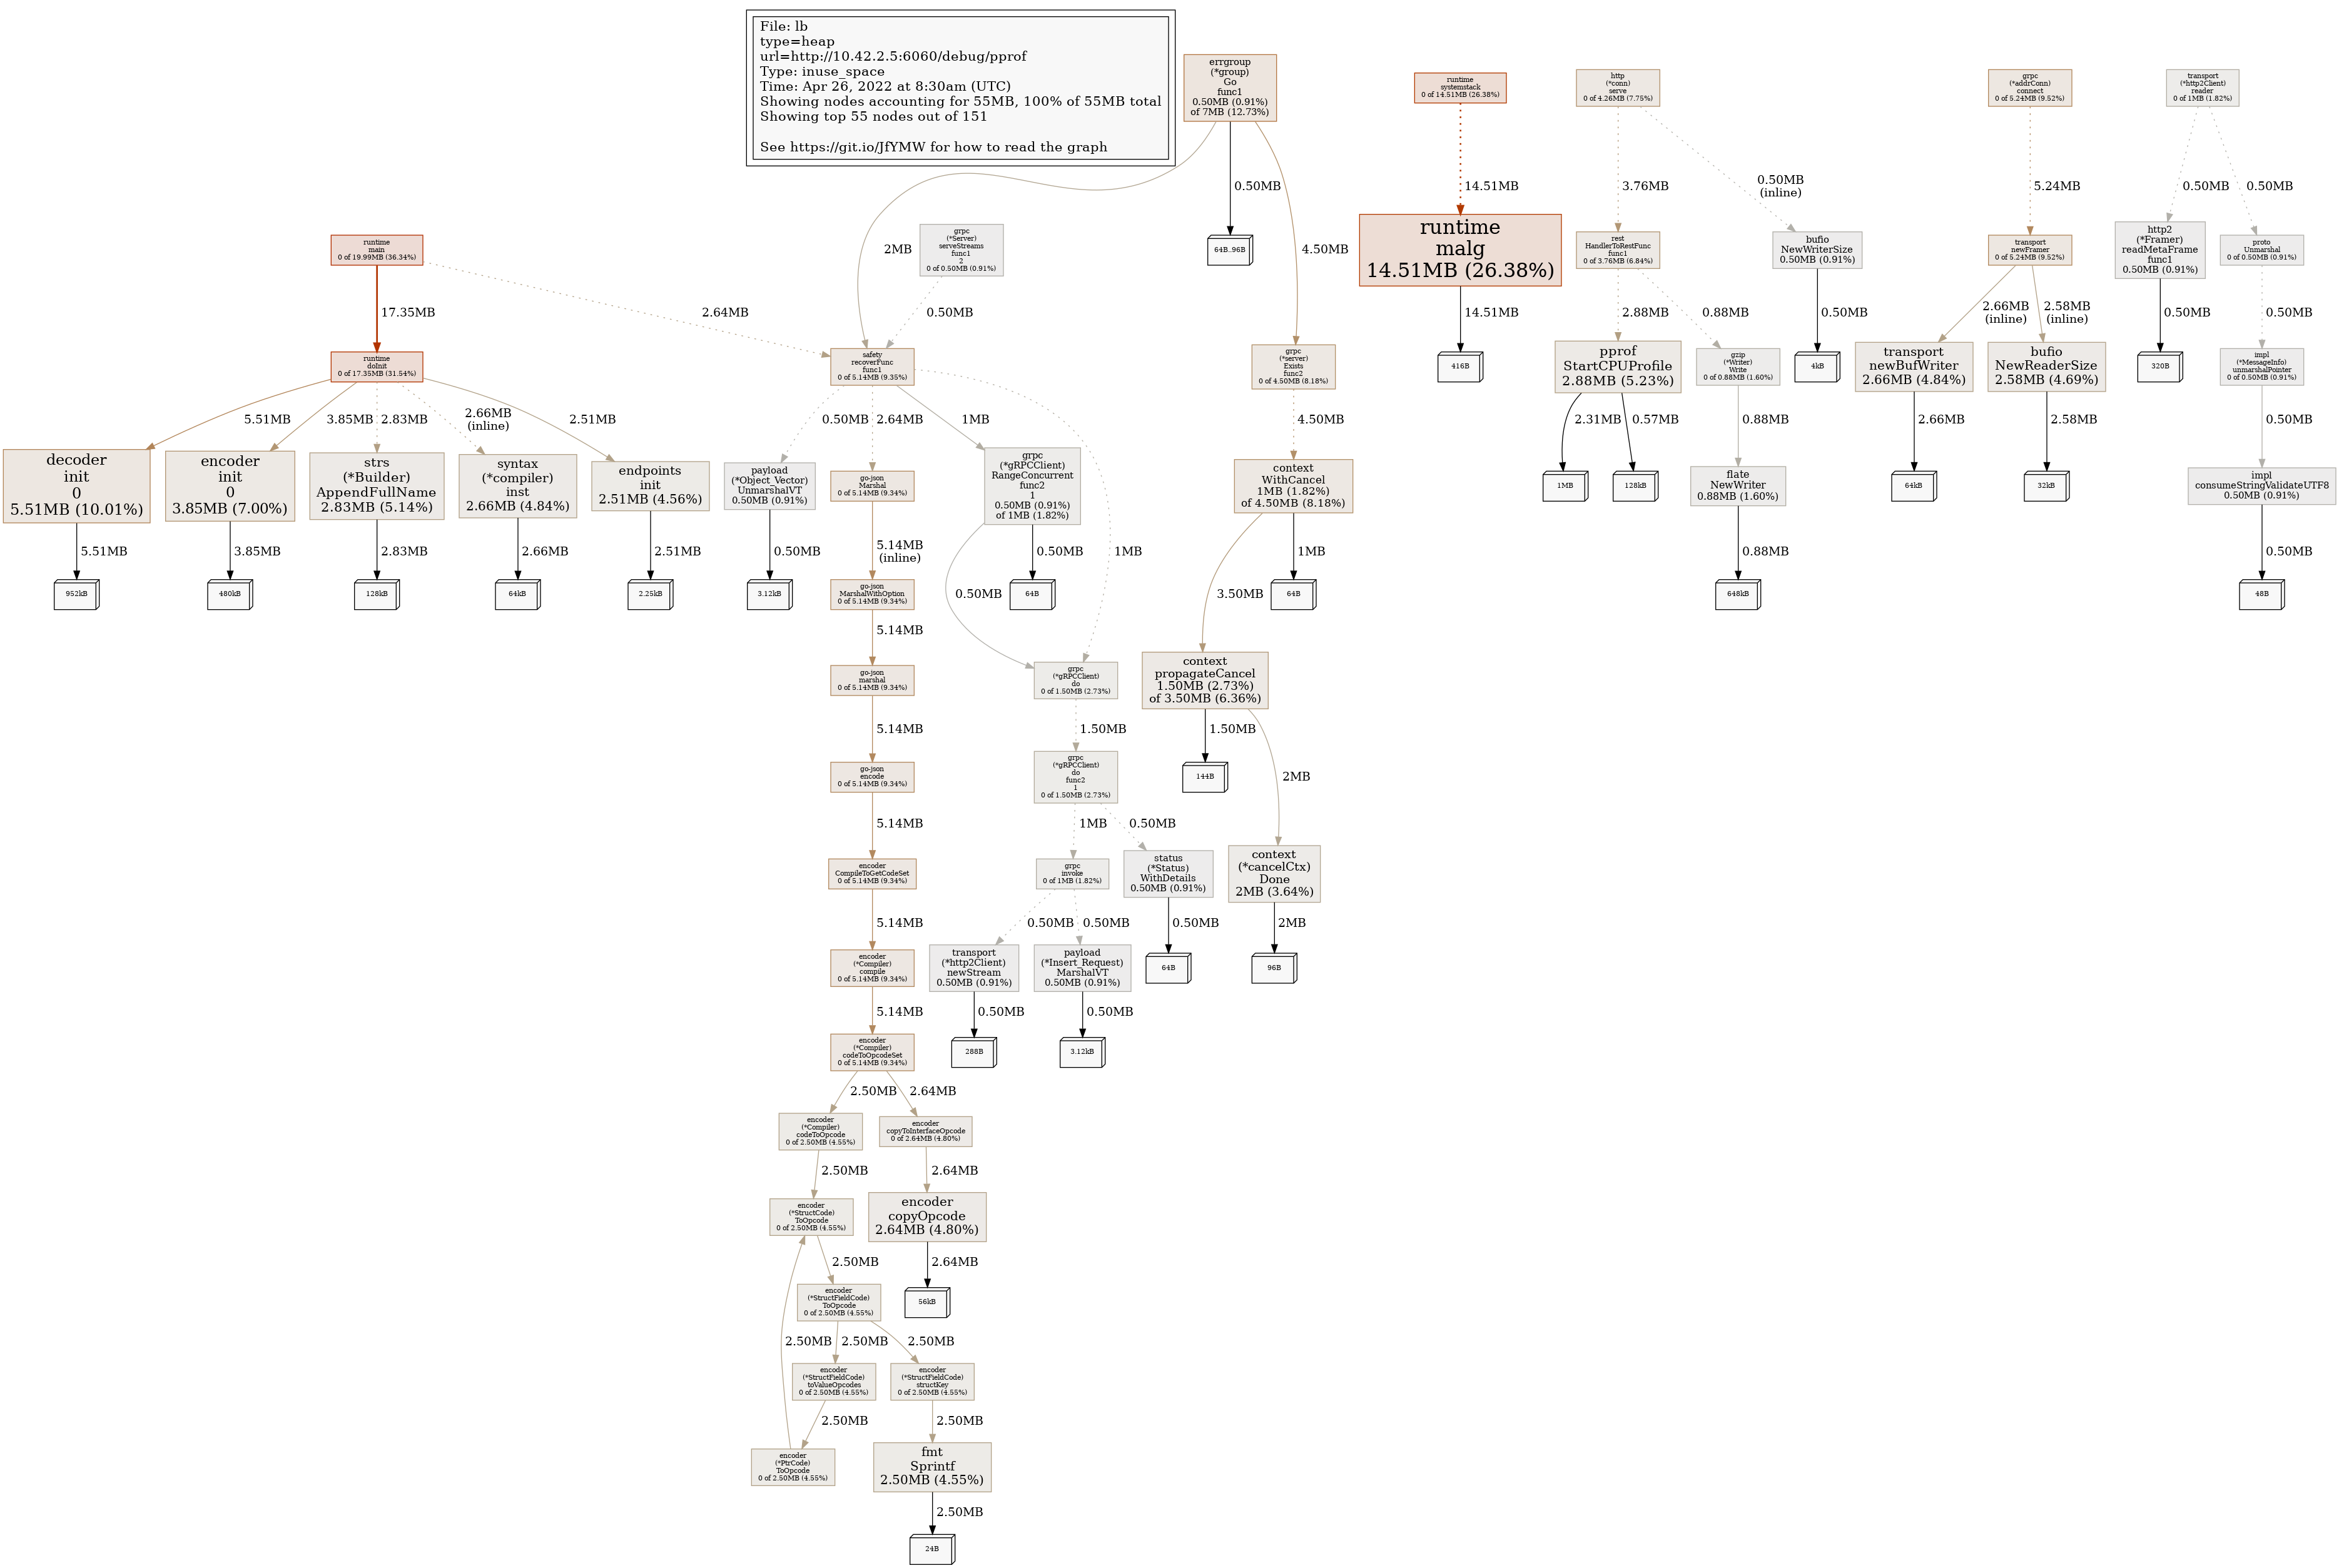 File: lb
type=heap
url=http://10.42.2.5:6060/debug/pprof
Type: inuse_space
Time: Apr 26, 2022 at 8:30am (UTC)
Showing nodes accounting for 55MB, 100% of 55MB total
Showing top 55 nodes out of 151
See https://git.io/JfYMW for how to read the graph
errgroup
(*group)
Go
func1
0.50MB (0.91%)
of 7MB (12.73%)
runtime
systemstack
0 of 14.51MB (26.38%)
http
(*conn)
serve
0 of 4.26MB (7.75%)
grpc
(*addrConn)
connect
0 of 5.24MB (9.52%)
transport
(*http2Client)
reader
0 of 1MB (1.82%)
2MB
0.50MB
4.50MB
14.51MB
3.76MB
0.50MB
(inline)
5.24MB
0.50MB
0.50MB
runtime
main
0 of 19.99MB (36.34%)
grpc
(*Server)
serveStreams
func1
2
0 of 0.50MB (0.91%)
64B..96B
runtime
malg
14.51MB (26.38%)
rest
HandlerToRestFunc
func1
0 of 3.76MB (6.84%)
bufio
NewWriterSize
0.50MB (0.91%)
transport
newFramer
0 of 5.24MB (9.52%)
http2
(*Framer)
readMetaFrame
func1
0.50MB (0.91%)
proto
Unmarshal
0 of 0.50MB (0.91%)
17.35MB
2.64MB
0.50MB
14.51MB
2.88MB
0.88MB
0.50MB
2.66MB
(inline)
2.58MB
(inline)
0.50MB
0.50MB
runtime
doInit
0 of 17.35MB (31.54%)
safety
recoverFunc
func1
0 of 5.14MB (9.35%)
grpc
(*server)
Exists
func2
0 of 4.50MB (8.18%)
416B
pprof
StartCPUProfile
2.88MB (5.23%)
gzip
(*Writer)
Write
0 of 0.88MB (1.60%)
4kB
transport
newBufWriter
2.66MB (4.84%)
bufio
NewReaderSize
2.58MB (4.69%)
320B
impl
(*MessageInfo)
unmarshalPointer
0 of 0.50MB (0.91%)
5.51MB
3.85MB
2.83MB
2.66MB
(inline)
2.51MB
0.50MB
2.64MB
1MB
4.50MB
2.31MB
0.57MB
0.88MB
2.66MB
2.58MB
0.50MB
decoder
init
0
5.51MB (10.01%)
encoder
init
0
3.85MB (7.00%)
strs
(*Builder)
AppendFullName
2.83MB (5.14%)
syntax
(*compiler)
inst
2.66MB (4.84%)
endpoints
init
2.51MB (4.56%)
payload
(*Object_Vector)
UnmarshalVT
0.50MB (0.91%)
go-json
Marshal
0 of 5.14MB (9.34%)
grpc
(*gRPCClient)
RangeConcurrent
func2
1
0.50MB (0.91%)
of 1MB (1.82%)
context
WithCancel
1MB (1.82%)
of 4.50MB (8.18%)
1MB
128kB
flate
NewWriter
0.88MB (1.60%)
64kB
32kB
impl
consumeStringValidateUTF8
0.50MB (0.91%)
5.51MB
3.85MB
2.83MB
2.66MB
2.51MB
0.50MB
5.14MB
(inline)
0.50MB
1MB
1MB
0.88MB
0.50MB
952kB
480kB
128kB
64kB
2.25kB
3.12kB
go-json
MarshalWithOption
0 of 5.14MB (9.34%)
0.50MB
64B
3.50MB
64B
648kB
48B
5.14MB
go-json
marshal
0 of 5.14MB (9.34%)
grpc
(*gRPCClient)
do
0 of 1.50MB (2.73%)
context
propagateCancel
1.50MB (2.73%)
of 3.50MB (6.36%)
5.14MB
1.50MB
1.50MB
2MB
go-json
encode
0 of 5.14MB (9.34%)
grpc
(*gRPCClient)
do
func2
1
0 of 1.50MB (2.73%)
144B
5.14MB
1MB
0.50MB
encoder
CompileToGetCodeSet
0 of 5.14MB (9.34%)
grpc
invoke
0 of 1MB (1.82%)
status
(*Status)
WithDetails
0.50MB (0.91%)
context
(*cancelCtx)
Done
2MB (3.64%)
5.14MB
0.50MB
0.50MB
0.50MB
2MB
encoder
(*Compiler)
compile
0 of 5.14MB (9.34%)
transport
(*http2Client)
newStream
0.50MB (0.91%)
payload
(*Insert_Request)
MarshalVT
0.50MB (0.91%)
64B
96B
5.14MB
0.50MB
0.50MB
encoder
(*Compiler)
codeToOpcodeSet
0 of 5.14MB (9.34%)
288B
3.12kB
2.50MB
2.64MB
encoder
(*Compiler)
codeToOpcode
0 of 2.50MB (4.55%)
encoder
copyToInterfaceOpcode
0 of 2.64MB (4.80%)
2.50MB
2.64MB
encoder
(*StructCode)
ToOpcode
0 of 2.50MB (4.55%)
encoder
copyOpcode
2.64MB (4.80%)
2.50MB
2.64MB
encoder
(*StructFieldCode)
ToOpcode
0 of 2.50MB (4.55%)
56kB
2.50MB
2.50MB
2.50MB
encoder
(*StructFieldCode)
toValueOpcodes
0 of 2.50MB (4.55%)
encoder
(*StructFieldCode)
structKey
0 of 2.50MB (4.55%)
2.50MB
2.50MB
encoder
(*PtrCode)
ToOpcode
0 of 2.50MB (4.55%)
fmt
Sprintf
2.50MB (4.55%)
2.50MB
24B